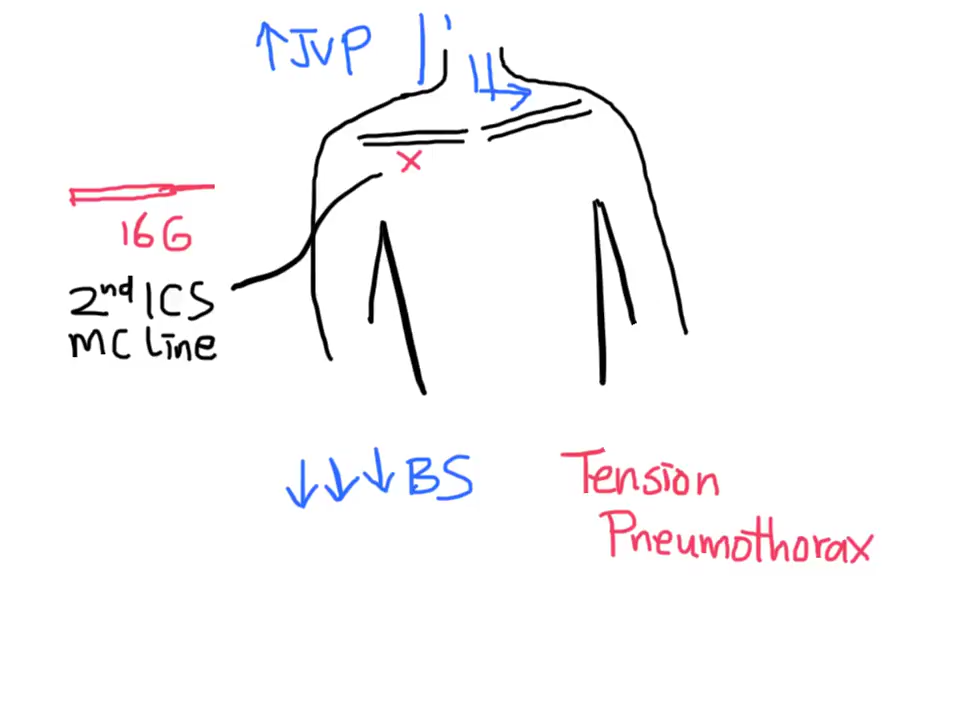 ↑JVP
16G
2nd ICS
MC line
↓↓↓BS
Tension
Pneumothorax